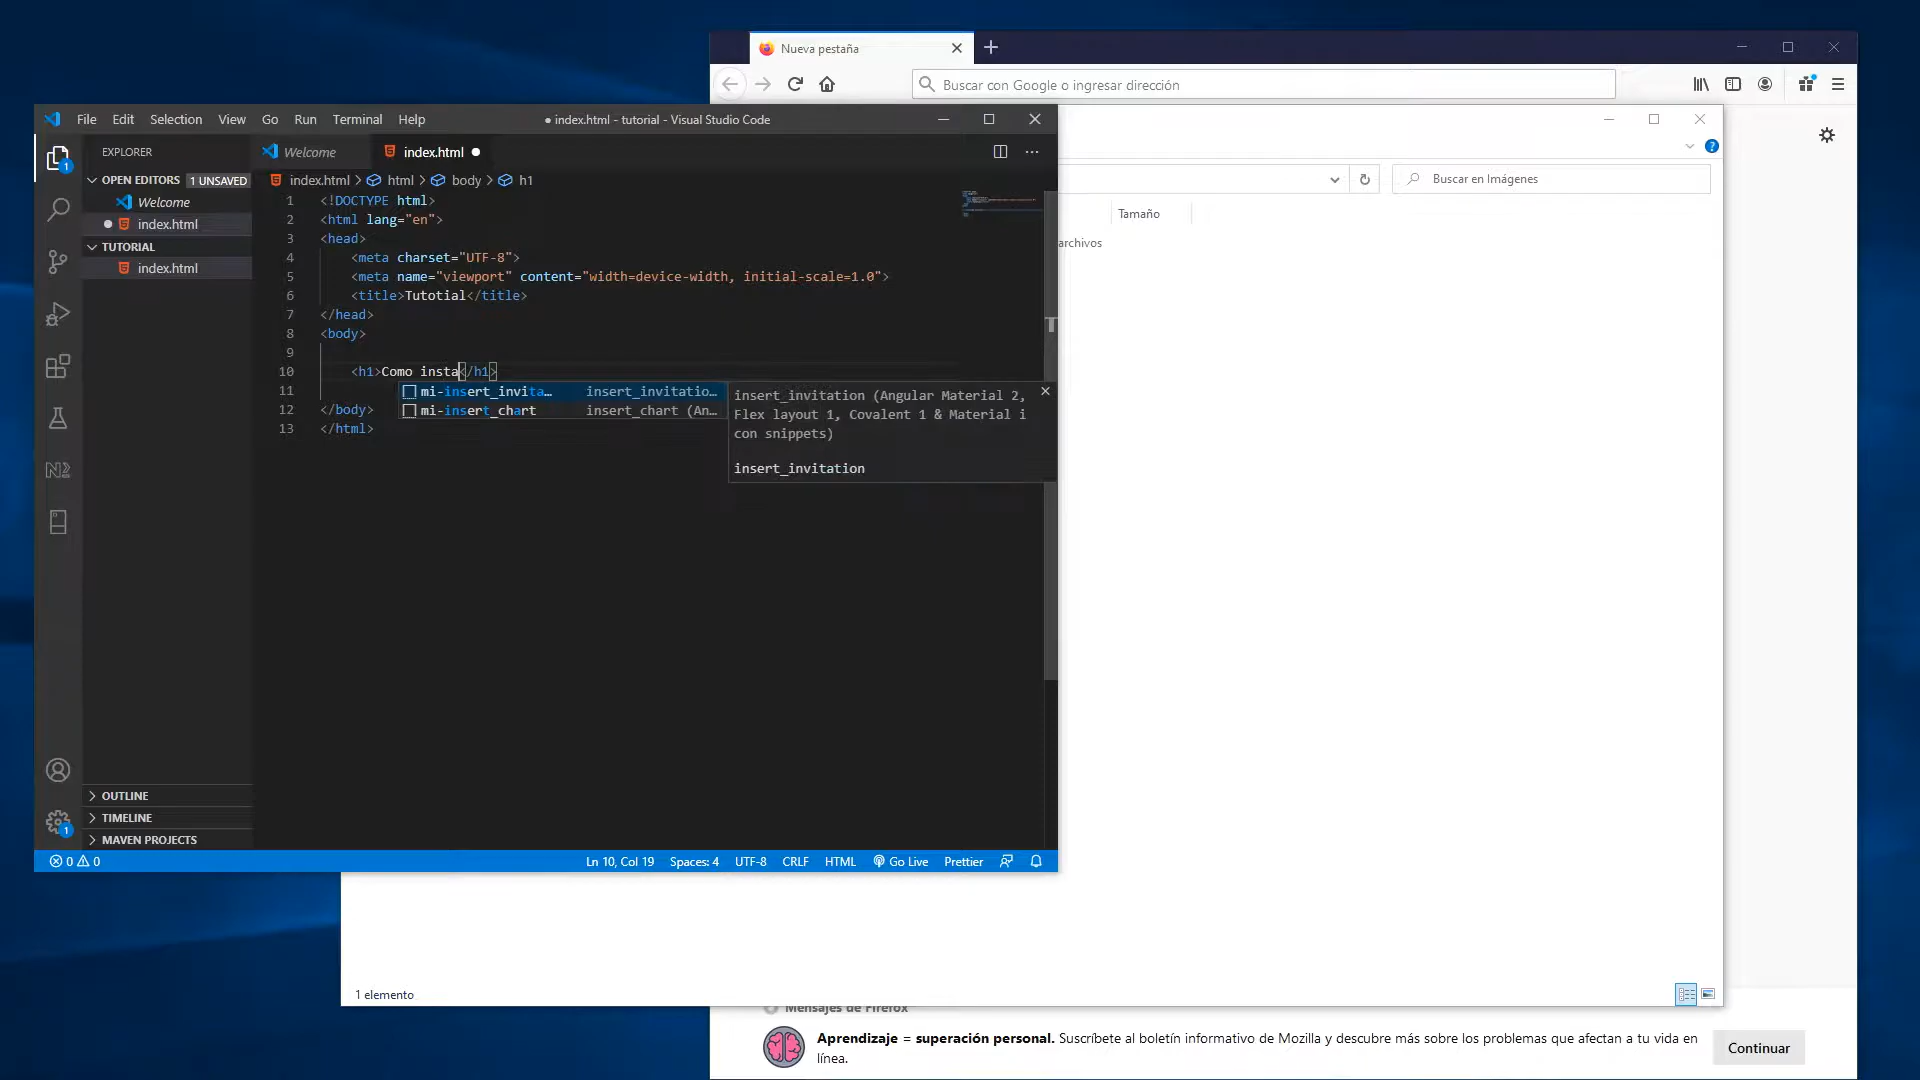 Nueva pestaña
Buscar con Google o ingresar dirección
File Edit Selection View Go Run Terminal Help
● index.html - tutorial - Visual Studio Code
EXPLORER
Welcome
index.html
OPEN EDITORS 1 UNSAVED
Welcome
index.html
TUTORIAL
index.html
index.html > html > body > h1
1 <!DOCTYPE html>
2 <html lang="en">
3 <head>
4 <meta charset="UTF-8">
5 <meta name="viewport" content="width=device-width, initial-scale=1.0">
6 <title>Tutotial</title>
7 </head>
8 <body>
9
10 <h1>Como insta</h1>
11
12 </body>
13 </html>
mi-insert_invita… insert_invitatio…
mi-insert_chart insert_chart (An…
insert_invitation (Angular Material 2,
Flex layout 1, Covalent 1 & Material i
con snippets)
insert_invitation
OUTLINE
TIMELINE
MAVEN PROJECTS
1
1
0 0
Ln 10, Col 19 Spaces: 4 UTF-8 CRLF HTML Go Live Prettier
Buscar en Imágenes
Tamaño
archivos
1 elemento
Mensajes de Firefox
Aprendizaje = superación personal. Suscríbete al boletín informativo de Mozilla y descubre más sobre los problemas que afectan a tu vida en
línea.
Continuar